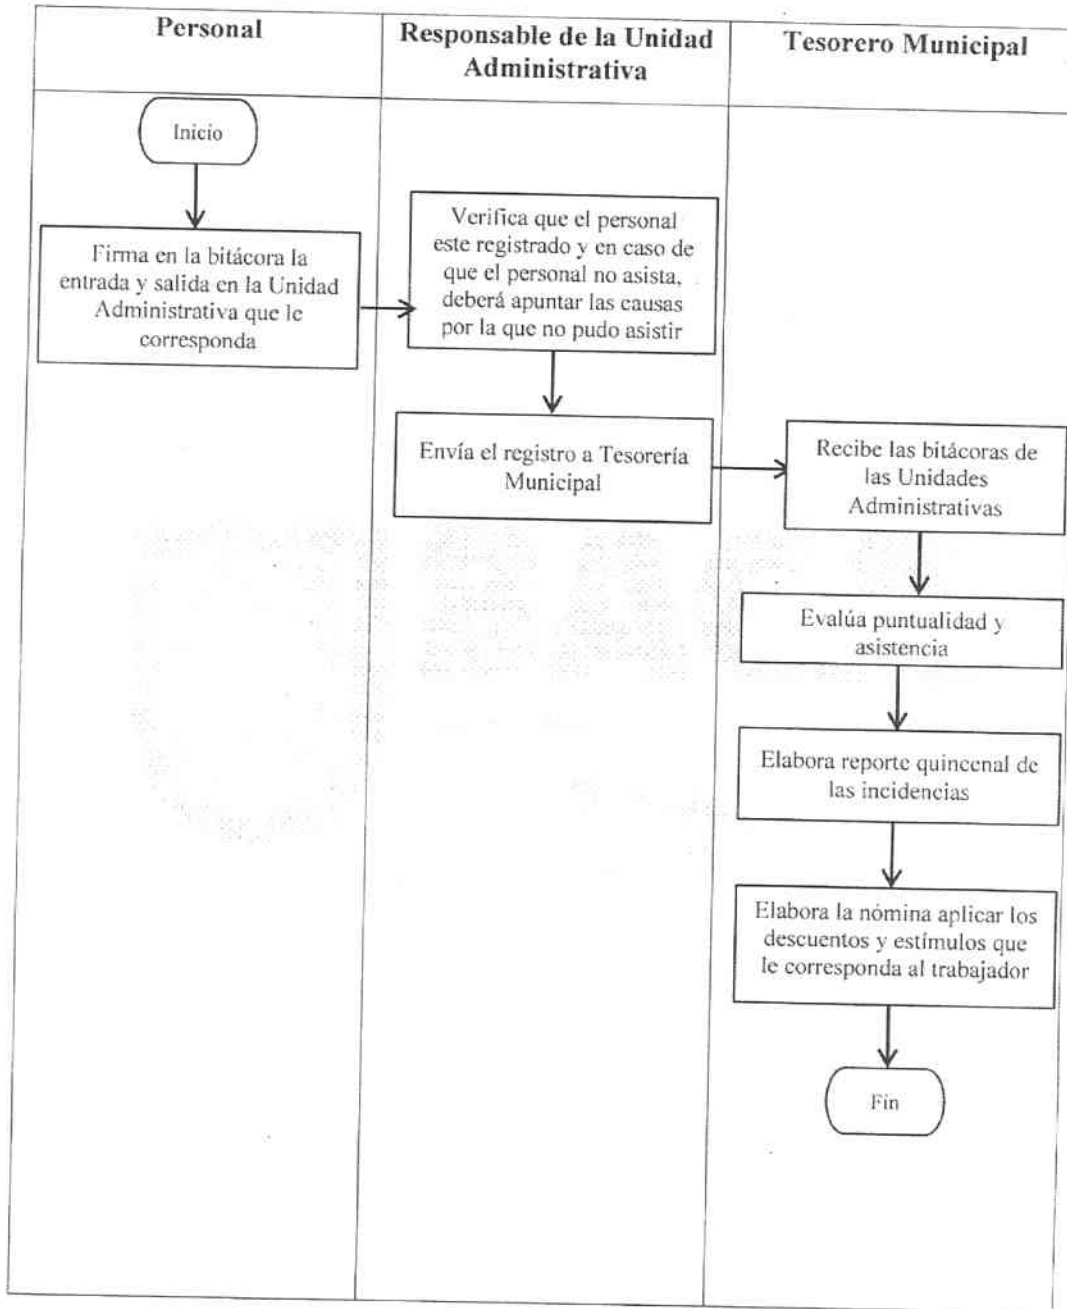 Personal
Responsable de la Unidad
Administrativa
Tesorero Municipal
Inicio
Firma en la bitácora la
entrada y salida en la Unidad
Administrativa que le
corresponda
Verifica que el personal
este registrado y en caso de
que el personal no asista,
deberá apuntar las causas
por la que no pudo asistir
Envía el registro a Tesorería
Municipal
Recibe las bitácoras de
las Unidades
Administrativas
Evalúa puntualidad y
asistencia
Elabora reporte quincenal de
las incidencias
Elabora la nómina aplicar los
descuentos y estímulos que
le corresponda al trabajador
Fin